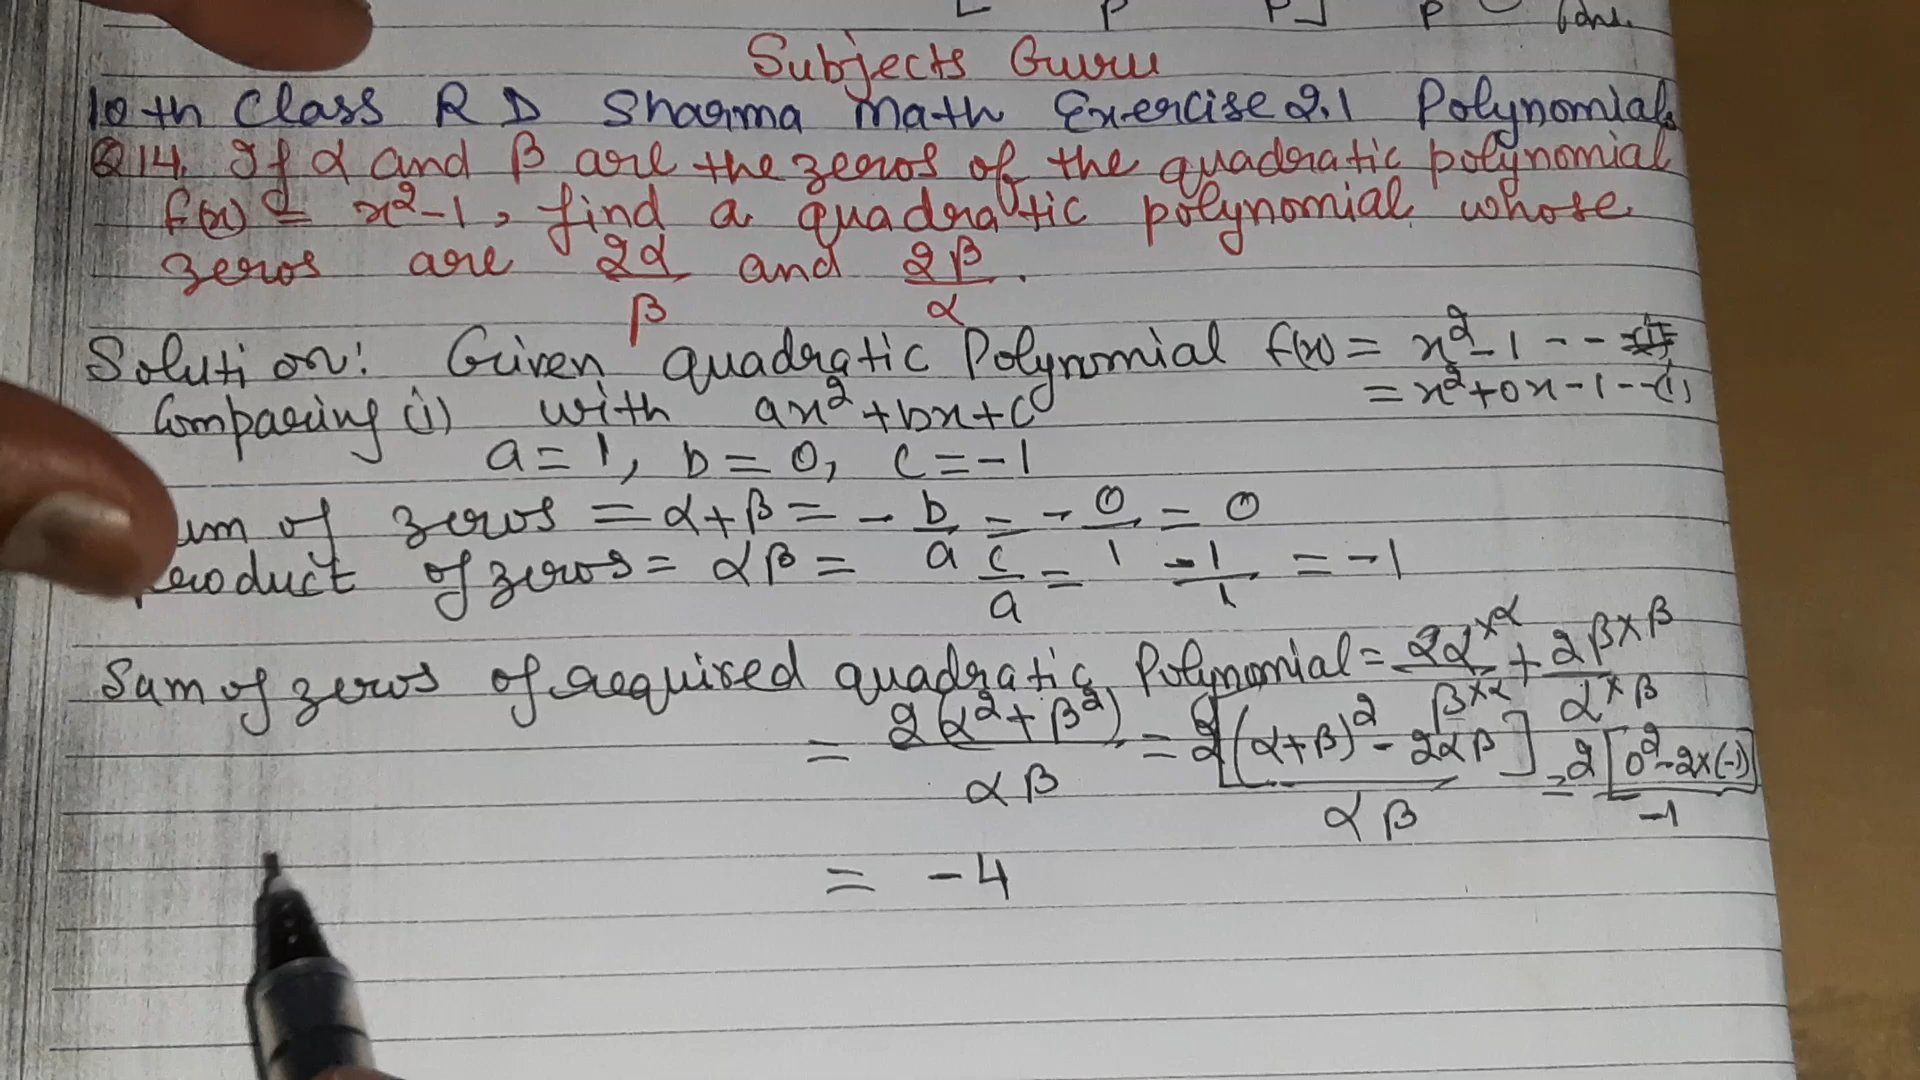 [ p p] p
Subjects Guru
10th Class R D Sharma Math Exercise 2.1 Polynomials
Q14. If α and β are the zeros of the quadratic polynomial
f(x) = x²-1, find a quadratic polynomial whose
zeros are 2α/β and 2β/α.
Solution: Given quadratic Polynomial f(x) = x²-1 --
= x²+0x-1--(1)
Comparing (i) with ax²+bx+c
a=1, b=0, c=-1
um of zeros = α+β = -b/a = -0/1 = 0
roduct of zeros = αβ = c/a = -1/1 = -1
Sum of zeros of required quadratic Polynomial = 2α×α/β×α + 2β×β/α×β
= 2(α²+β²)/αβ = 2[(α+β)²-2αβ]/αβ = 2[0²-2×(-1)]/-1
= -4